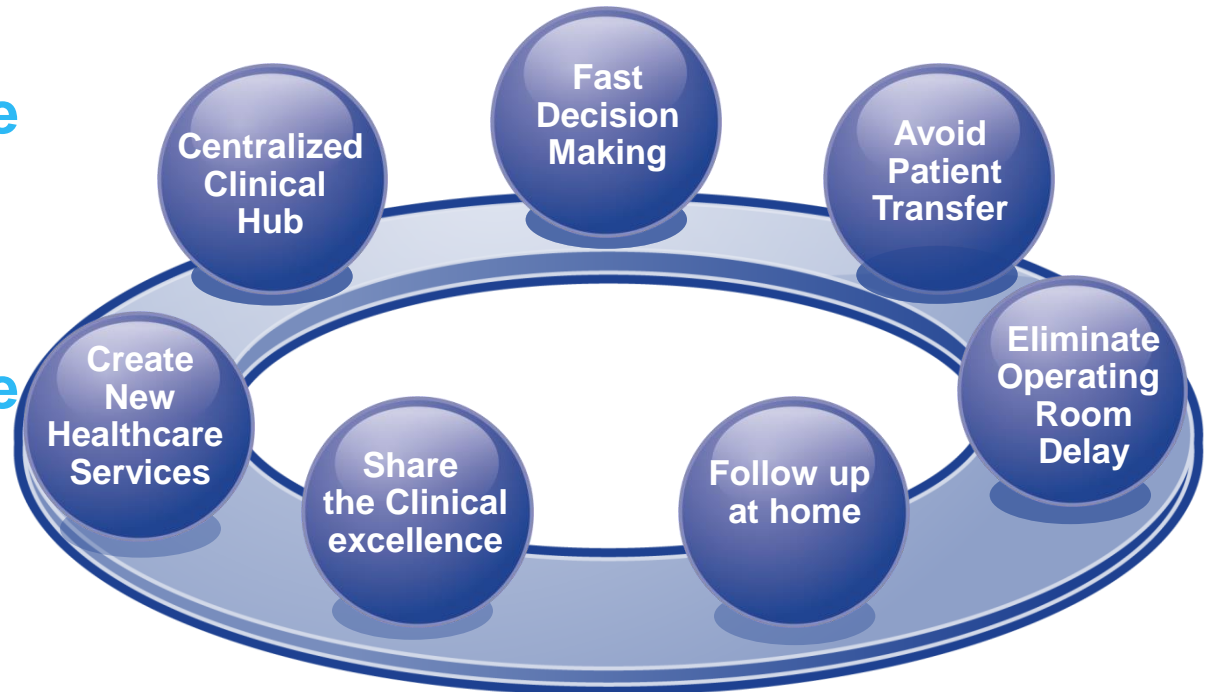 e
e
Centralized
Clinical
Hub
Fast
Decision
Making
Avoid
Patient
Transfer
Create
New
Healthcare
Services
Eliminate
Operating
Room
Delay
Share
the Clinical
excellence
Follow up
at home